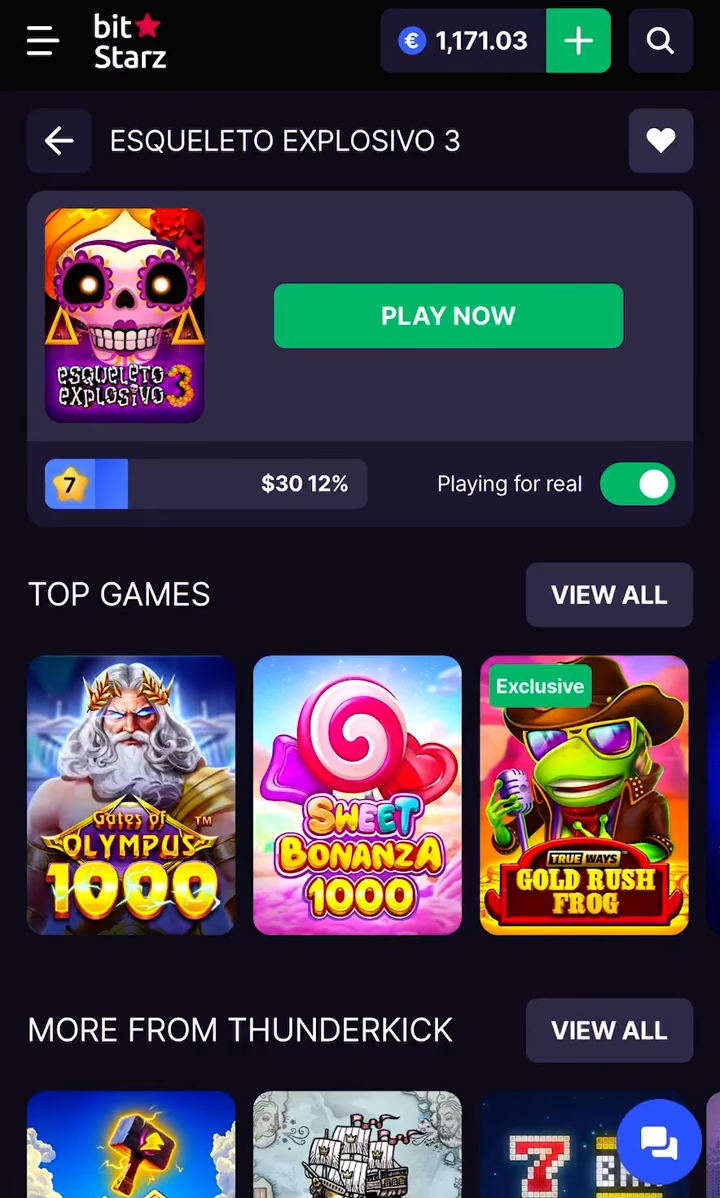 bit
Starz
€ 1,171.03
ESQUELETO EXPLOSIVO 3
esqueleto
explosivo 3
PLAY NOW
7
$30 12%
Playing for real
TOP GAMES
VIEW ALL
Gates of
OLYMPUS™
1000
SWEET
BONANZA
1000
Exclusive
TRUE WAYS
GOLD RUSH
FROG
MORE FROM THUNDERKICK
VIEW ALL
7